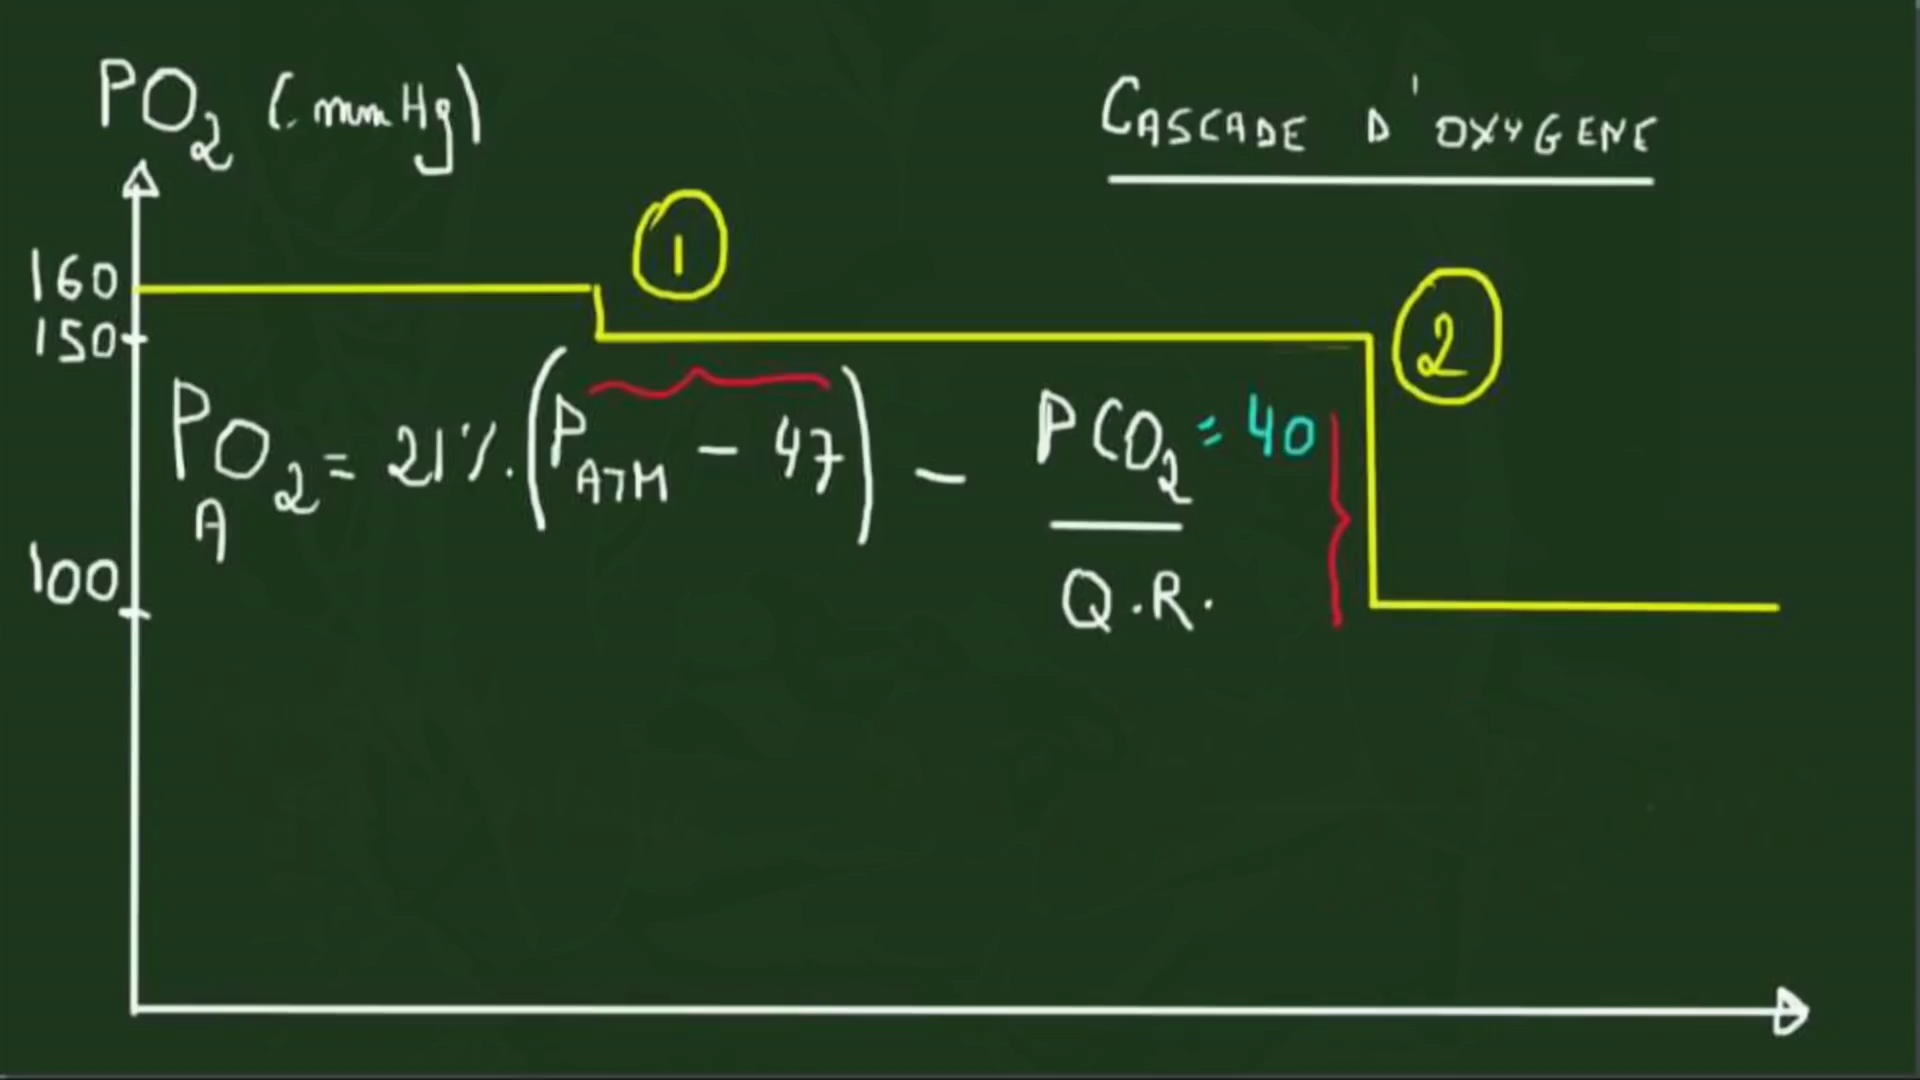 PO2 (mmHg)
CASCADE D'OXYGENE
1
160
150
2
PAO2 = 21%.(PATM - 47) - PCO2 = 40
Q.R.
100